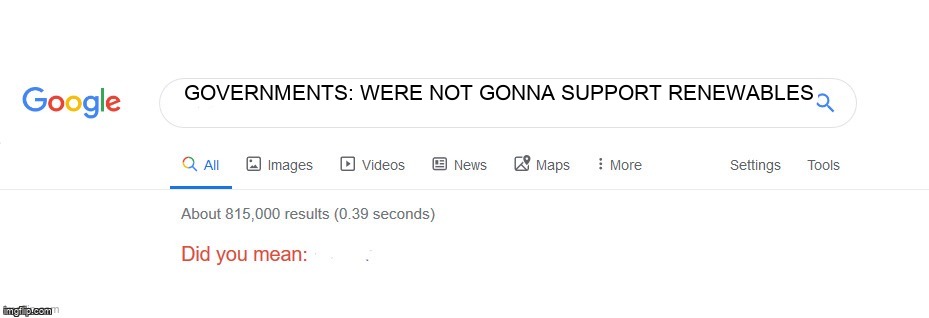 Google
GOVERNMENTS: WERE NOT GONNA SUPPORT RENEWABLES
All Images Videos News Maps More Settings Tools
About 815,000 results (0.39 seconds)
Did you mean:
imgflip.com